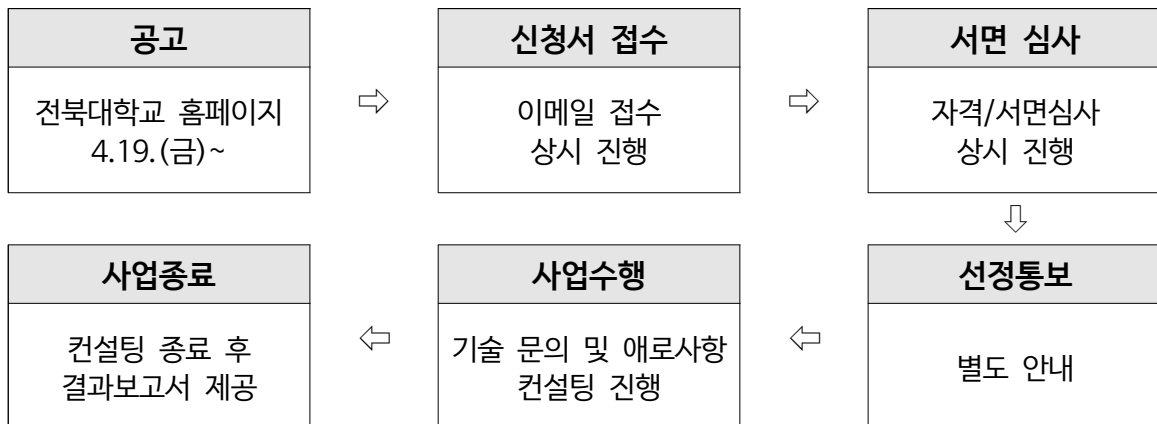 공고
전북대학교 홈페이지
4.19.(금)~
신청서 접수
이메일 접수
상시 진행
서면 심사
자격/서면심사
상시 진행
선정통보
별도 안내
사업수행
기술 문의 및 애로사항
컨설팅 진행
사업종료
컨설팅 종료 후
결과보고서 제공